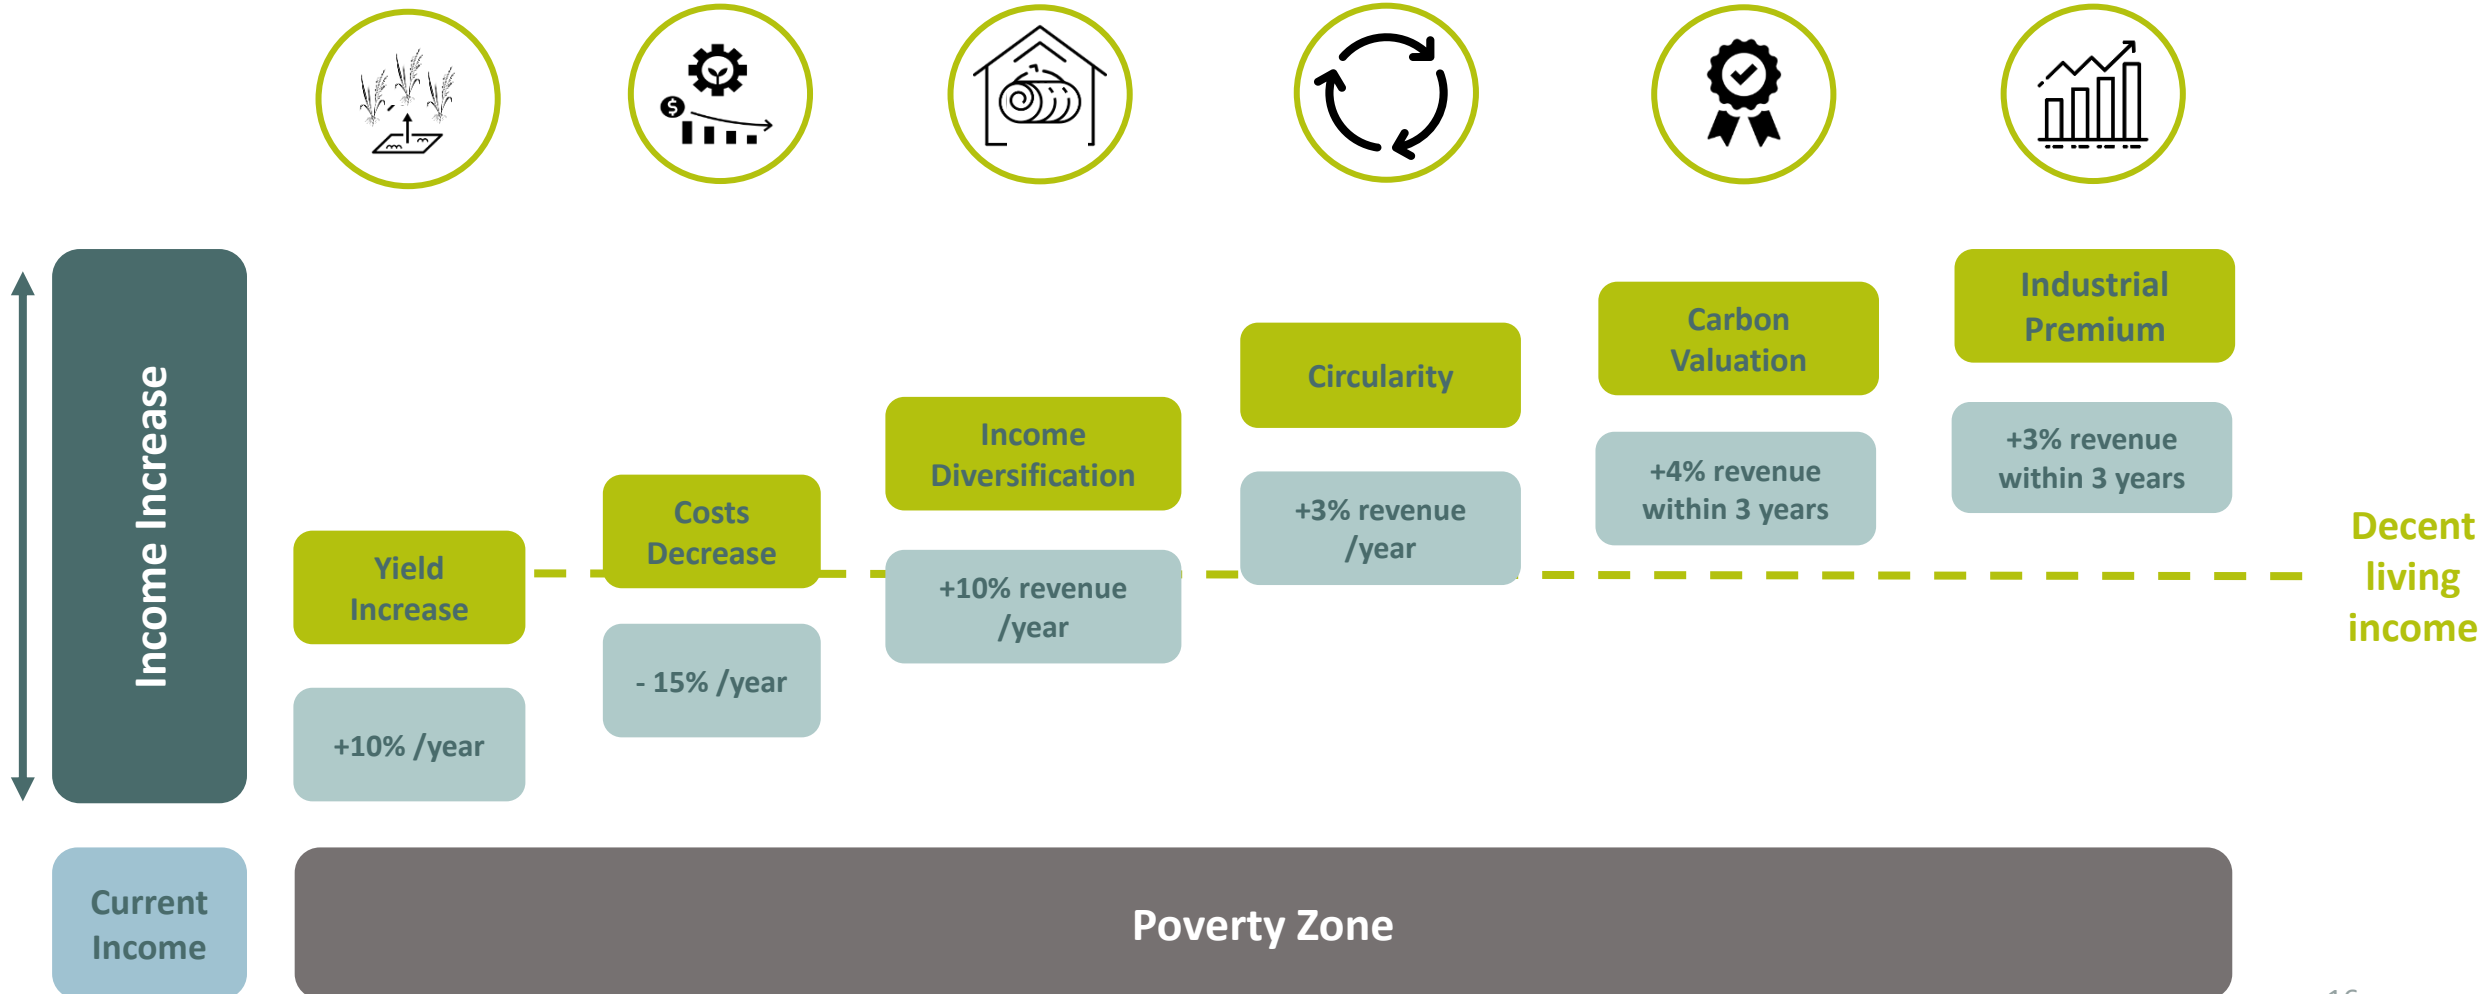 Income Increase
Yield
Increase
+10% /year
Costs
Decrease
- 15% /year
Income
Diversification
+10% revenue
/year
Circularity
+3% revenue
/year
Carbon
Valuation
+4% revenue
within 3 years
Industrial
Premium
+3% revenue
within 3 years
Decent
living
income
Current
Income
Poverty Zone